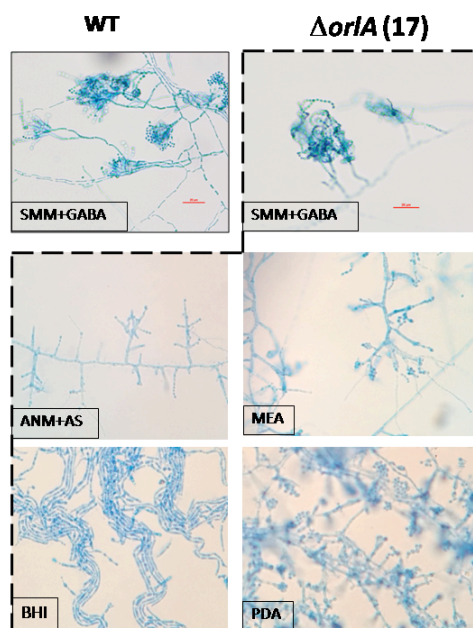 WT
ΔorlA (17)
SMM+GABA
SMM+GABA
ANM+AS
MEA
BHI
PDA